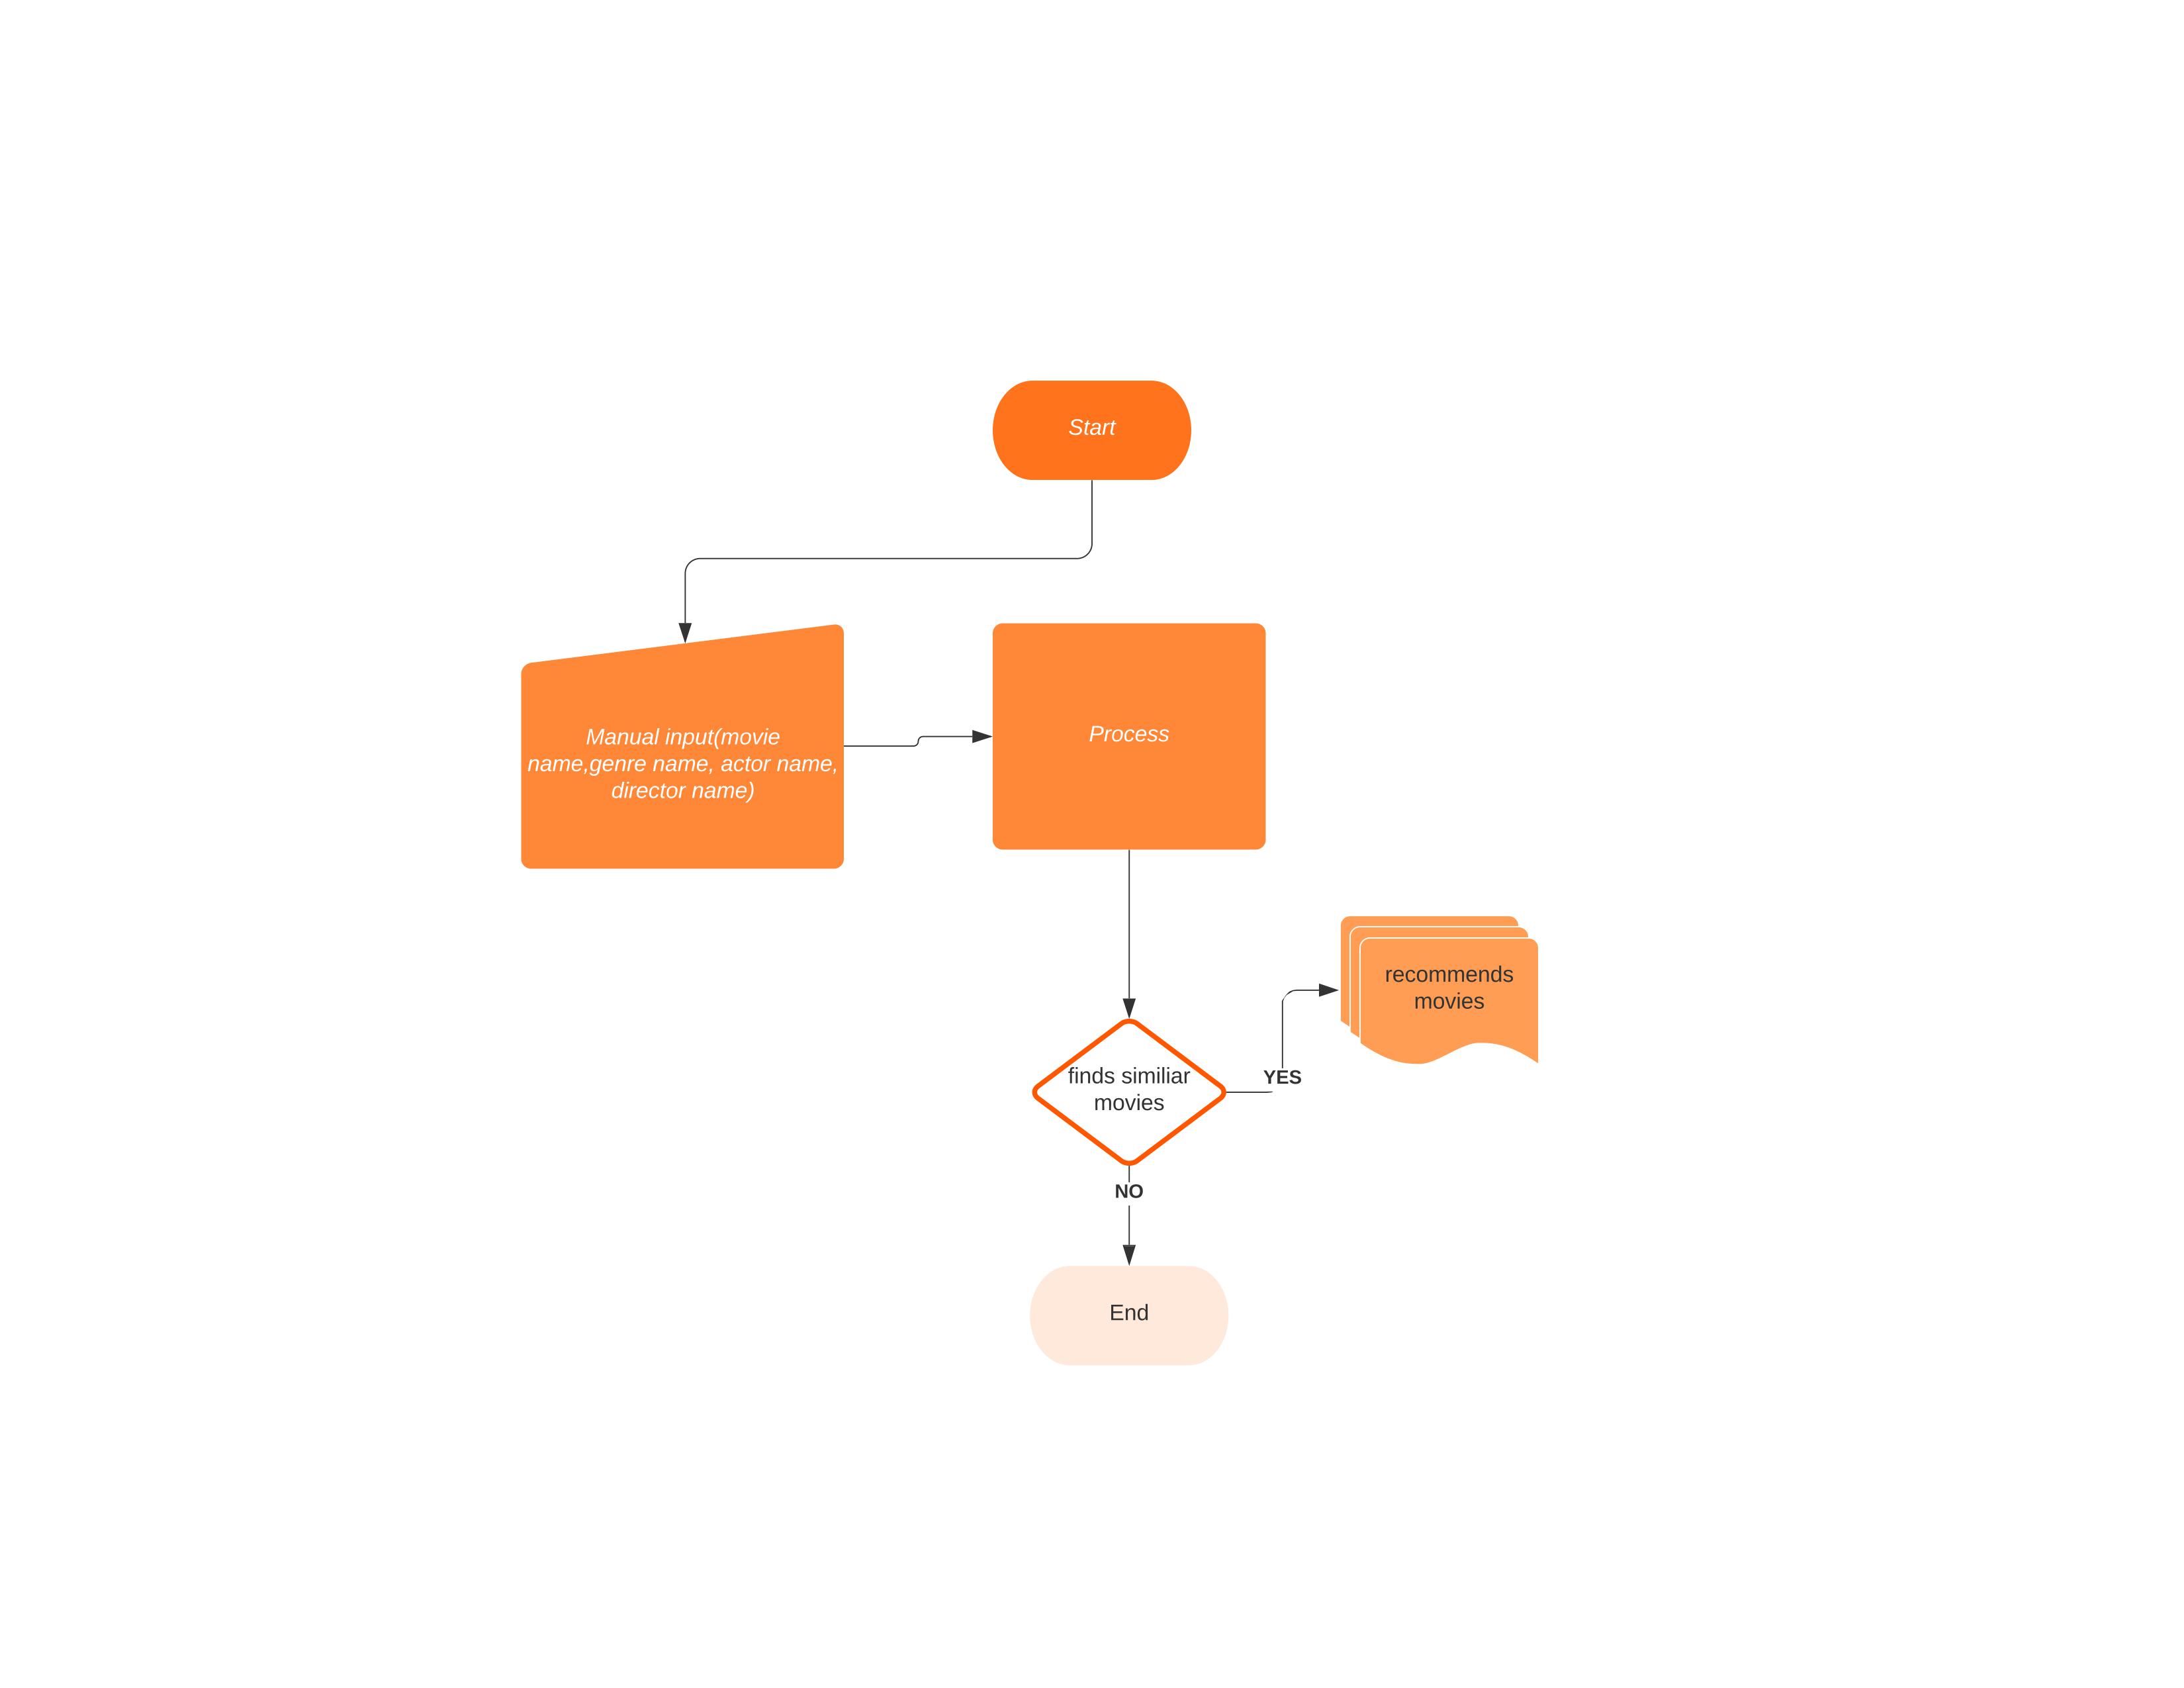 Start
Manual input(movie
name,genre name, actor name,
director name)
Process
recommends
movies
finds similiar
movies
YES
NO
End